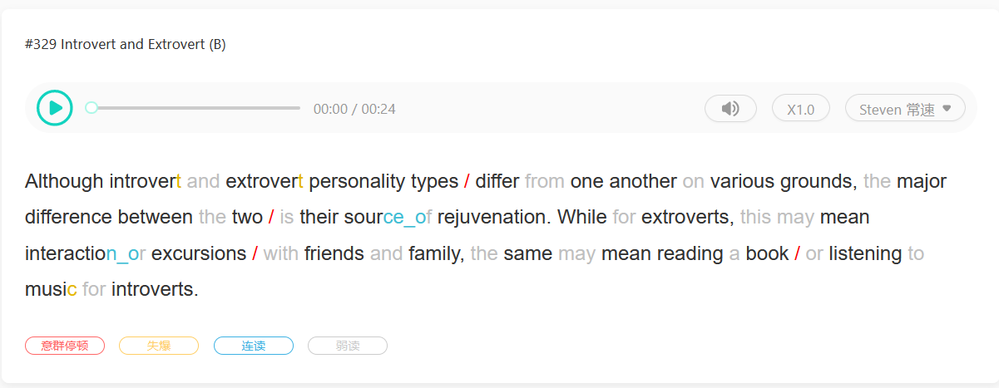 #329 Introvert and Extrovert (B)
00:00 / 00:24
X1.0
Steven 常速
Although introvert and extrovert personality types / differ from one another on various grounds, the major
difference between the two / is their source_of rejuvenation. While for extroverts, this may mean
interaction_or excursions / with friends and family, the same may mean reading a book / or listening to
music for introverts.
意群停顿 失爆 连读 弱读